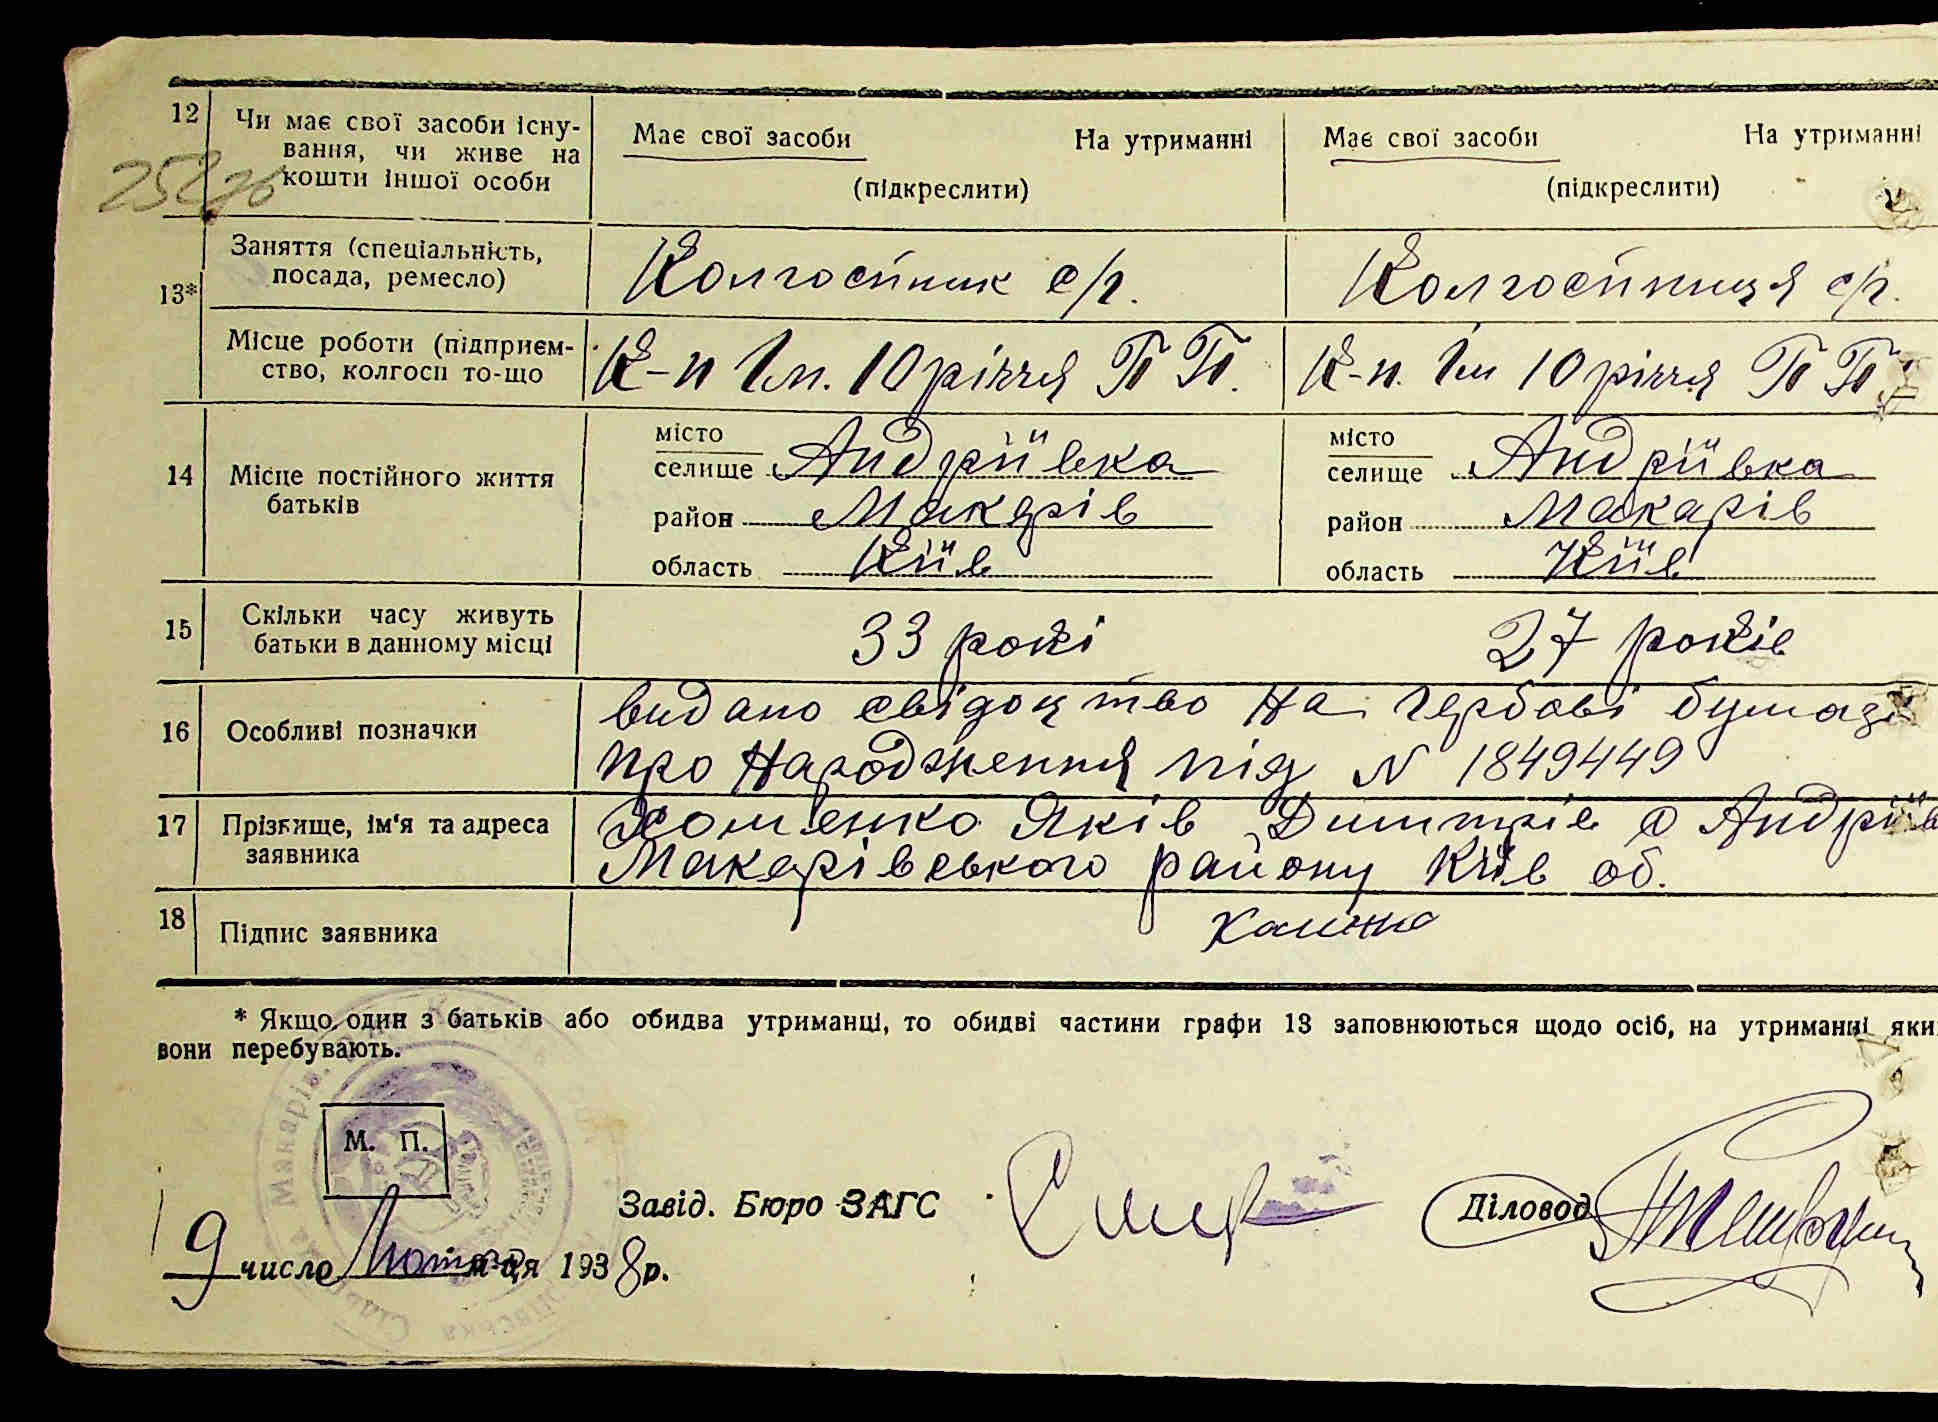 12 Чи має свої засоби існу-
вання, чи живе на
кошти іншої особи
Має свої засоби На утриманні
(підкреслити)
Має свої засоби На утриманні
(підкреслити)
13*
Заняття (спеціальність,
посада, ремесло)
Колгоспник с/г.
Колгоспниця с/г.
Місце роботи (підприєм-
ство, колгосп то-що
К-п Ім. 10 річчя
К-п. Ім 10 річчя
14 Місце постійного життя
батьків
місто
селище Андріївка
район Макарів
область Київ
місто
селище Андріївка
район Макарів
область Київ
15 Скільки часу живуть
батьки в данному місці
33 рокі
27 років
16 Особливі позначки
видано свідоцтво на гербові бумазі
про народження під N 1849449
17 Прізвище, ім'я та адреса
заявника
Хоменко Яків Дмитрів с Андріїв
Макарівського району Київ об.
18 Підпис заявника
* Якщо один з батьків або обидва утриманці, то обидві частини графи 13 заповнюються щодо осіб, на утриманні яки
вони перебувають.
М. П.
Завід. Бюро ЗАГС
Діловод
9 число Лютого м-ця 1938 р.